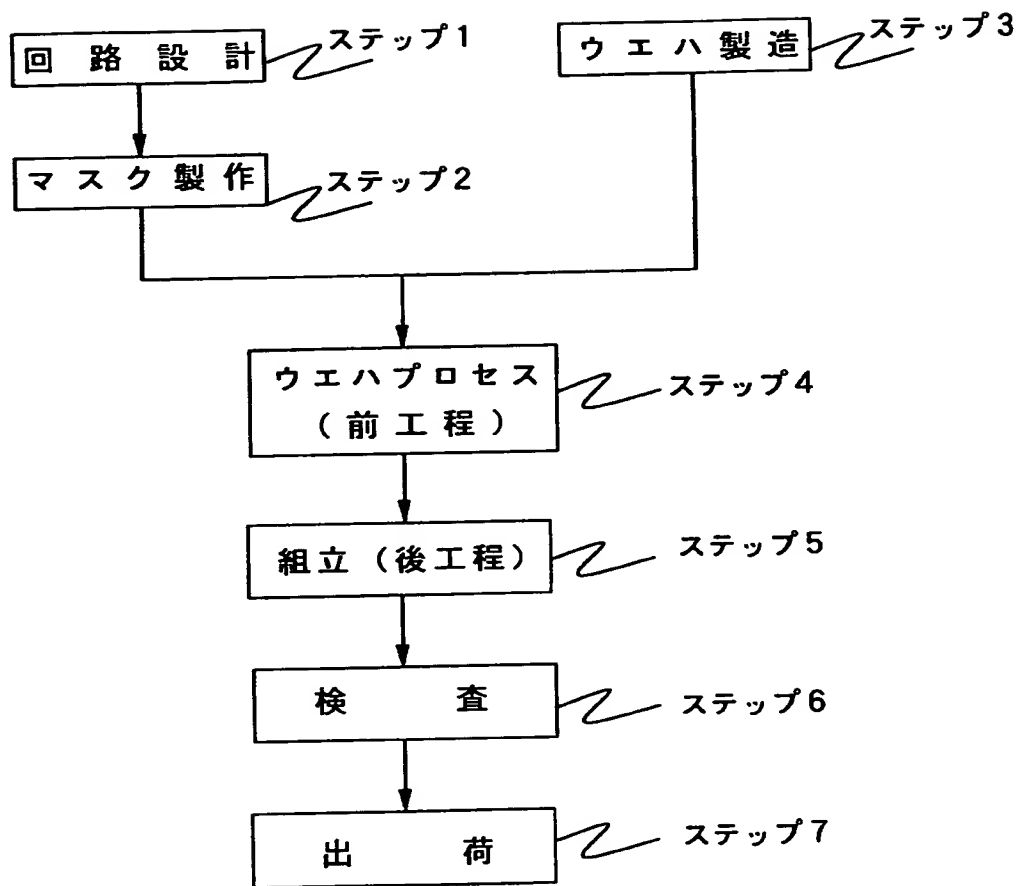 回路設計
ステップ1
マスク製作
ステップ2
ウエハ製造
ステップ3
ウエハプロセス
(前工程)
ステップ4
組立(後工程)
ステップ5
検査
ステップ6
出荷
ステップ7